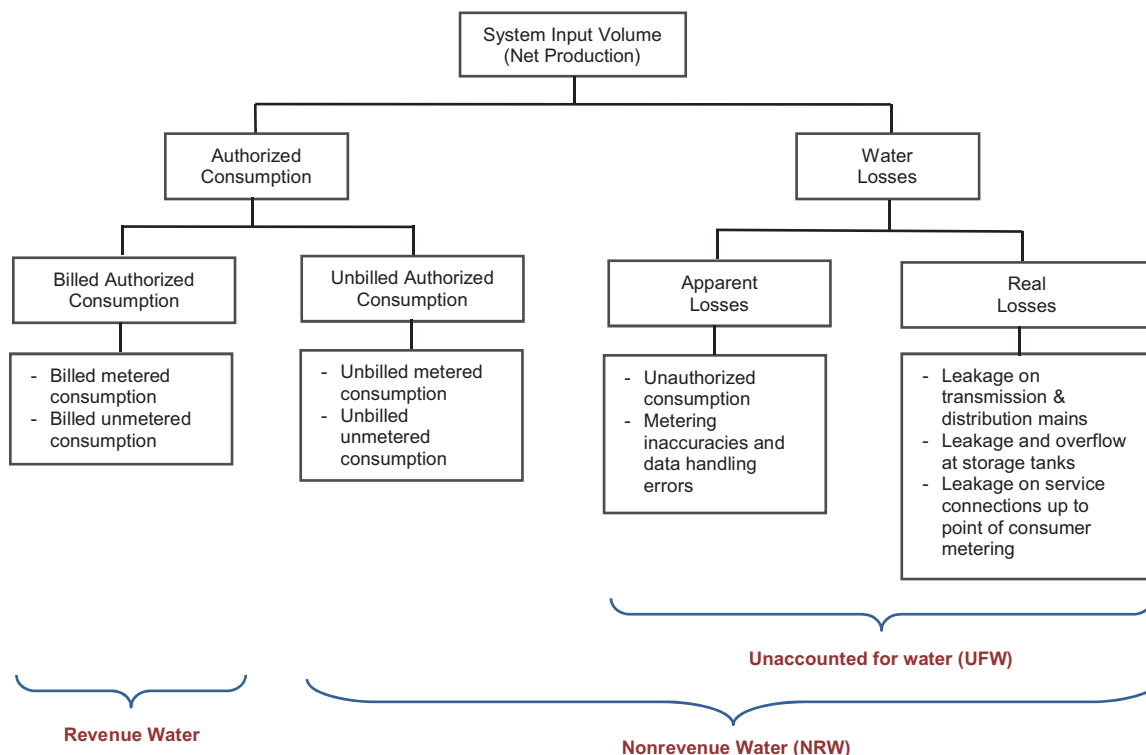 System Input Volume
(Net Production)
Authorized
Consumption
Water
Losses
Billed Authorized
Consumption
Unbilled Authorized
Consumption
Apparent
Losses
Real
Losses
- Billed metered
consumption
- Billed unmetered
consumption
- Unbilled metered
consumption
- Unbilled
unmetered
consumption
- Unauthorized
consumption
- Metering
inaccuracies and
data handling
errors
- Leakage on
transmission &
distribution mains
- Leakage and overflow
at storage tanks
- Leakage on service
connections up to
point of consumer
metering
Unaccounted for water (UFW)
Revenue Water
Nonrevenue Water (NRW)